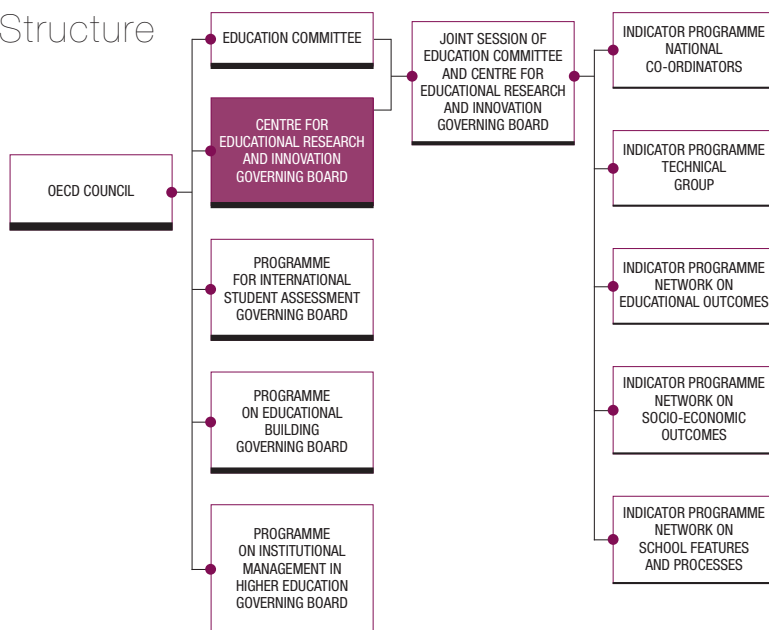 Structure
OECD COUNCIL
EDUCATION COMMITTEE
CENTRE FOR
EDUCATIONAL RESEARCH
AND INNOVATION
GOVERNING BOARD
PROGRAMME
FOR INTERNATIONAL
STUDENT ASSESSMENT
GOVERNING BOARD
PROGRAMME
ON EDUCATIONAL
BUILDING
GOVERNING BOARD
PROGRAMME
ON INSTITUTIONAL
MANAGEMENT IN
HIGHER EDUCATION
GOVERNING BOARD
JOINT SESSION OF
EDUCATION COMMITTEE
AND CENTRE FOR
EDUCATIONAL RESEARCH
AND INNOVATION
GOVERNING BOARD
INDICATOR PROGRAMME
NATIONAL
CO-ORDINATORS
INDICATOR PROGRAMME
TECHNICAL
GROUP
INDICATOR PROGRAMME
NETWORK ON
EDUCATIONAL OUTCOMES
INDICATOR PROGRAMME
NETWORK ON
SOCIO-ECONOMIC
OUTCOMES
INDICATOR PROGRAMME
NETWORK ON
SCHOOL FEATURES
AND PROCESSES